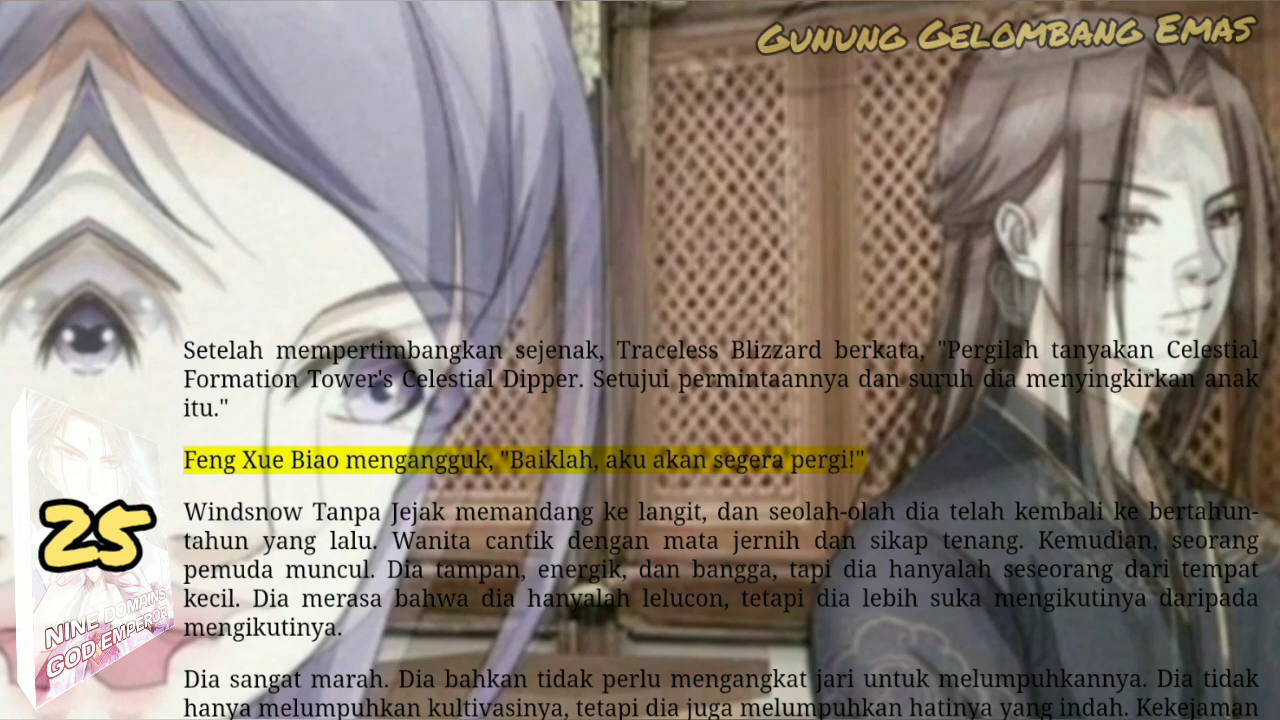 Gunung Gelombang Emas
Setelah mempertimbangkan sejenak, Traceless Blizzard berkata, "Pergilah tanyakan Celestial
Formation Tower's Celestial Dipper. Setujui permintaannya dan suruh dia menyingkirkan anak
itu."
Feng Xue Biao mengangguk, "Baiklah, aku akan segera pergi!"
Windsnow Tanpa Jejak memandang ke langit, dan seolah-olah dia telah kembali ke bertahun-
tahun yang lalu. Wanita cantik dengan mata jernih dan sikap tenang. Kemudian, seorang
pemuda muncul. Dia tampan, energik, dan bangga, tapi dia hanyalah seseorang dari tempat
kecil. Dia merasa bahwa dia hanyalah lelucon, tetapi dia lebih suka mengikutinya daripada
mengikutinya.
Dia sangat marah. Dia bahkan tidak perlu mengangkat jari untuk melumpuhkannya. Dia tidak
hanya melumpuhkan kultivasinya, tetapi dia juga melumpuhkan hatinya yang indah. Kekejaman
25
NINE DOMAINS
GOD EMPEROR